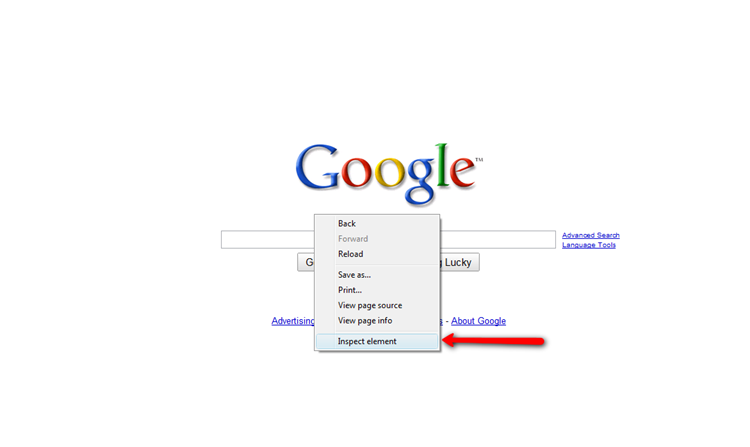 Google™
Back
Forward
Advanced Search
Language Tools
Reload
G
g Lucky
Save as...
Print...
View page source
View page info
Advertising
s - About Google
Inspect element